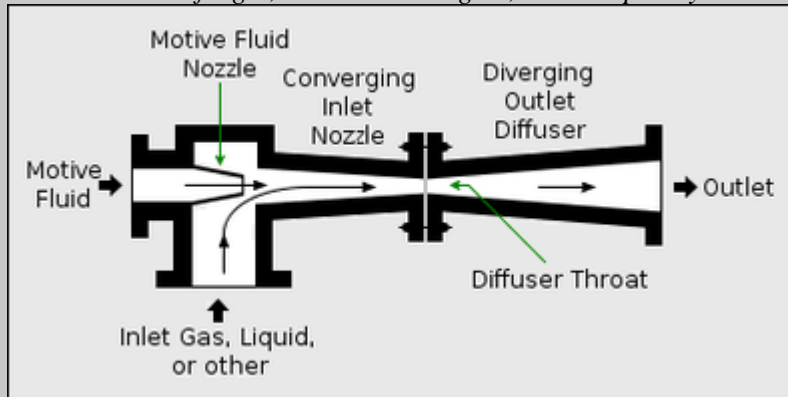 Motive Fluid
Nozzle
Converging
Inlet
Nozzle
Diverging
Outlet
Diffuser
Motive
Fluid
Outlet
Diffuser Throat
Inlet Gas, Liquid,
or other